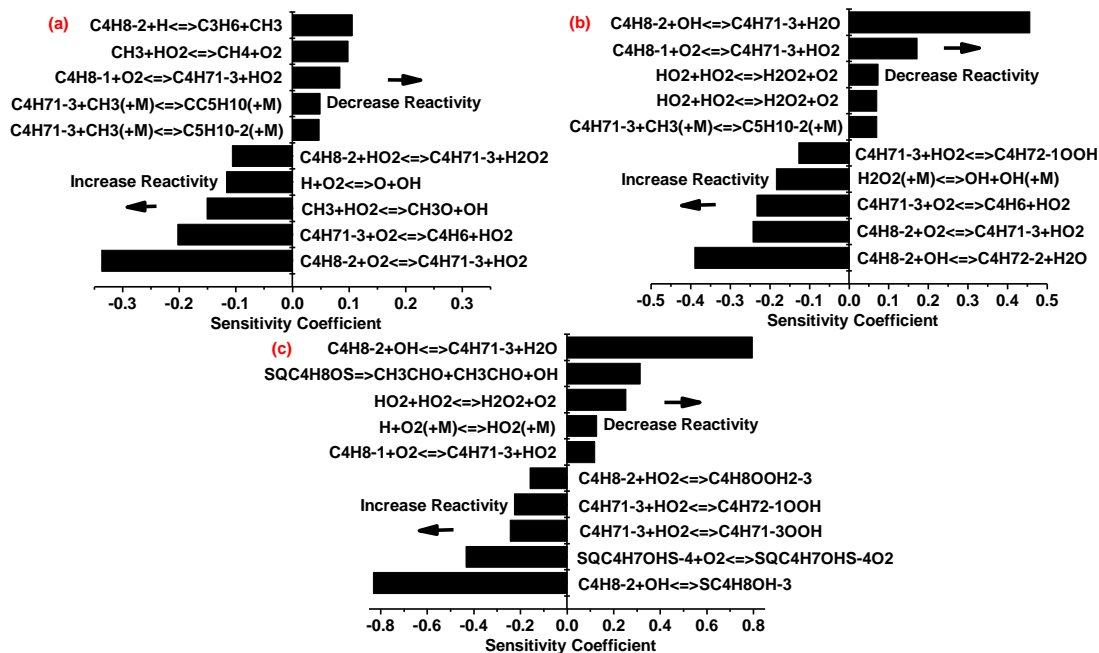 (a)
C4H8-2+H<=>C3H6+CH3
CH3+HO2<=>CH4+O2
C4H8-1+O2<=>C4H71-3+HO2
C4H71-3+CH3(+M)<=>CC5H10(+M)
Decrease Reactivity
C4H71-3+CH3(+M)<=>C5H10-2(+M)
C4H8-2+HO2<=>C4H71-3+H2O2
Increase Reactivity
H+O2<=>O+OH
CH3+HO2<=>CH3O+OH
C4H71-3+O2<=>C4H6+HO2
C4H8-2+O2<=>C4H71-3+HO2
-0.3 -0.2 -0.1 0.0 0.1 0.2 0.3
Sensitivity Coefficient
(b)
C4H8-2+OH<=>C4H71-3+H2O
C4H8-1+O2<=>C4H71-3+HO2
HO2+HO2<=>H2O2+O2
Decrease Reactivity
HO2+HO2<=>H2O2+O2
C4H71-3+CH3(+M)<=>C5H10-2(+M)
C4H71-3+HO2<=>C4H72-1OOH
Increase Reactivity
H2O2(+M)<=>OH+OH(+M)
C4H71-3+O2<=>C4H6+HO2
C4H8-2+O2<=>C4H71-3+HO2
C4H8-2+OH<=>C4H72-2+H2O
-0.5 -0.4 -0.3 -0.2 -0.1 0.0 0.1 0.2 0.3 0.4 0.5
Sensitivity Coefficient
(c)
C4H8-2+OH<=>C4H71-3+H2O
SQC4H8OS=>CH3CHO+CH3CHO+OH
HO2+HO2<=>H2O2+O2
H+O2(+M)<=>HO2(+M)
Decrease Reactivity
C4H8-1+O2<=>C4H71-3+HO2
C4H8-2+HO2<=>C4H8OOH2-3
Increase Reactivity
C4H71-3+HO2<=>C4H72-1OOH
C4H71-3+HO2<=>C4H71-3OOH
SQC4H7OHS-4+O2<=>SQC4H7OHS-4O2
C4H8-2+OH<=>SC4H8OH-3
-0.8 -0.6 -0.4 -0.2 0.0 0.2 0.4 0.6 0.8
Sensitivity Coefficient